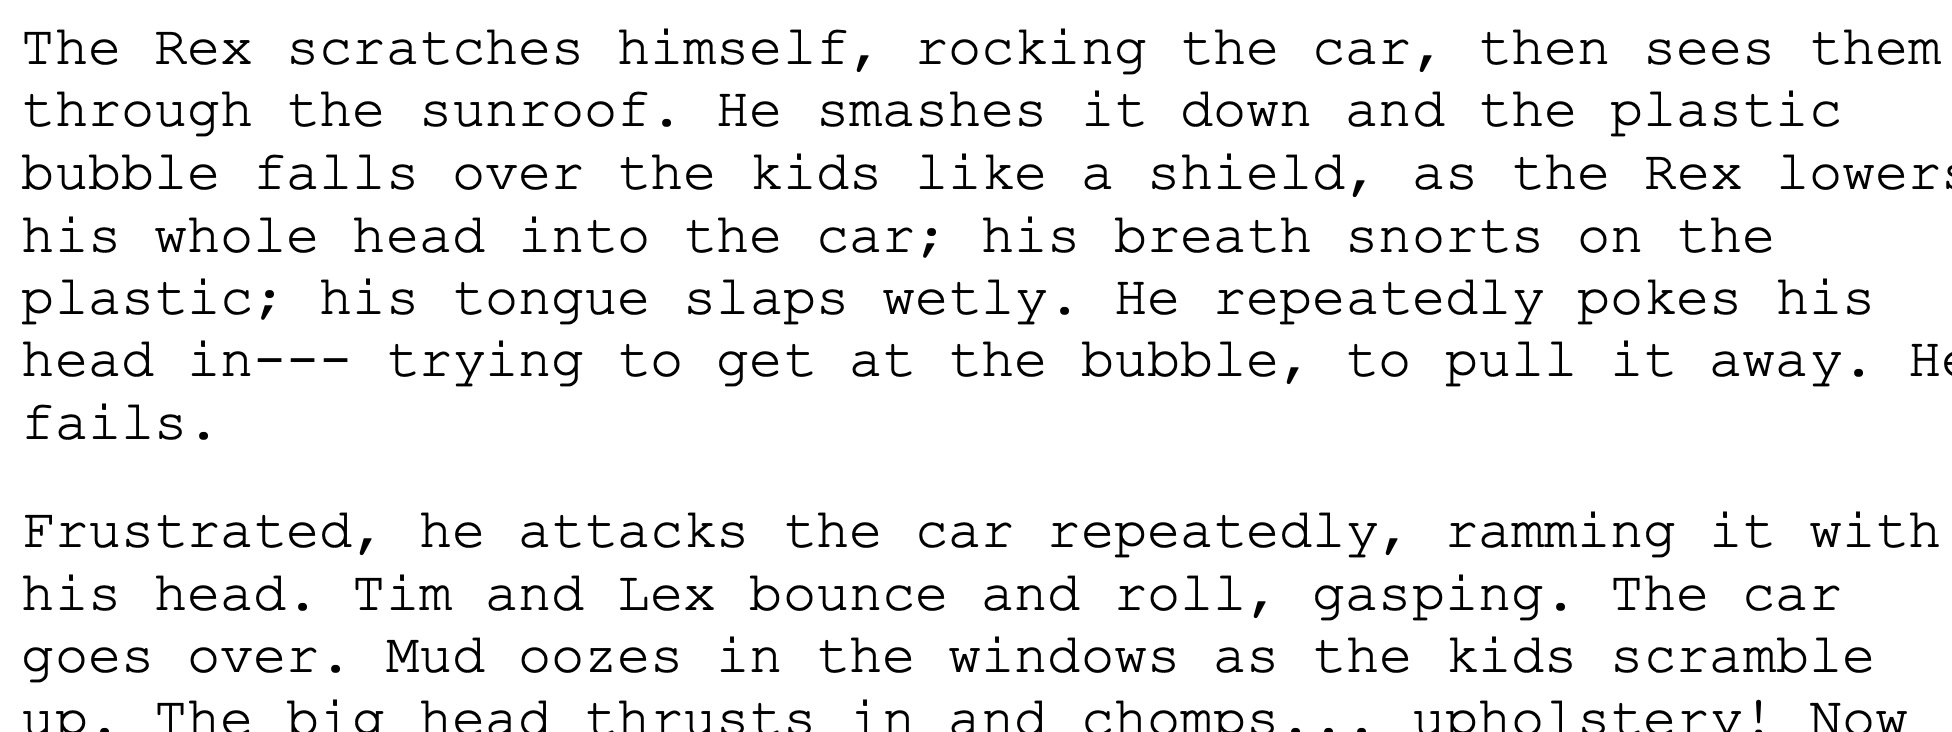 The Rex scratches himself, rocking the car, then sees them
through the sunroof. He smashes it down and the plastic
bubble falls over the kids like a shield, as the Rex lowers
his whole head into the car; his breath snorts on the
plastic; his tongue slaps wetly. He repeatedly pokes his
head in--- trying to get at the bubble, to pull it away. He
fails.
Frustrated, he attacks the car repeatedly, ramming it with
his head. Tim and Lex bounce and roll, gasping. The car
goes over. Mud oozes in the windows as the kids scramble
up. The big head thrusts in and chomps... upholstery! Now